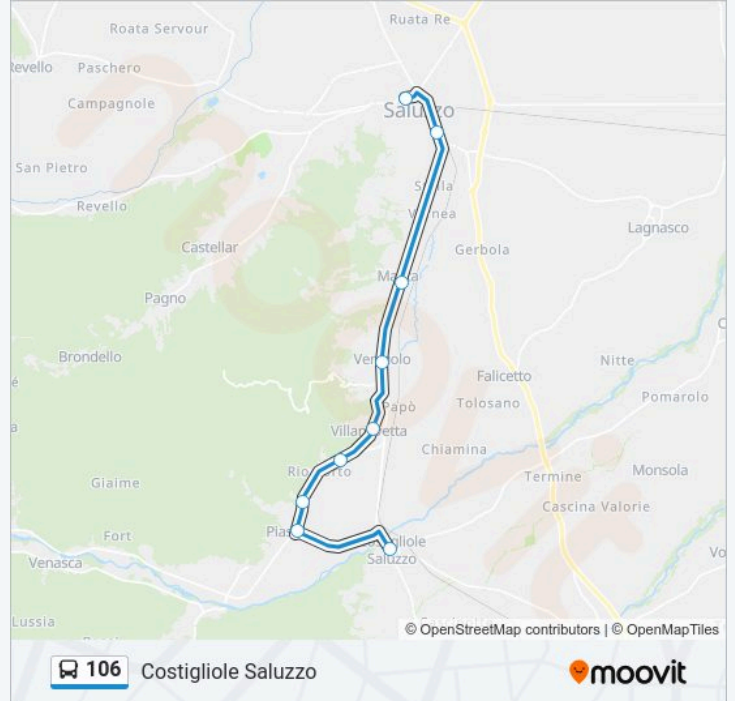 Ruata Re
Roata Servour
Revello
Paschero
Campagnole
Saluzzo
San Pietro
Revello
Lagnasco
Castellar
Gerbola
Pagno
Brondello
Nitte
Falicetto
Pomarolo
Papò
Tolosano
Chiamina
Monsola
Giaime
Termine
Cascina Valorie
Fort
Venasca
Saluzzo
Lussia
© OpenStreetMap contributors | © OpenMapTiles
106 Costigliole Saluzzo
moovit